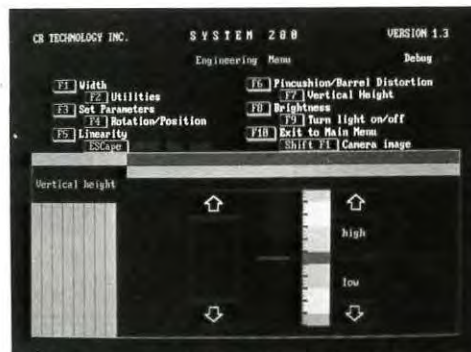 CR TECHNOLOGY INC. SYSTEM 200 VERSION 1.3
Engineering Menu Debug
F1 Width
F2 Utilities
F3 Set Parameters
F4 Rotation/Position
F5 Linearity
ESCape
F6 Pincushion/Barrel Distortion
F7 Vertical Height
F8 Brightness
F9 Turn light on/off
F10 Exit to Main Menu
Shift F1 Camera image
Vertical height
high
low